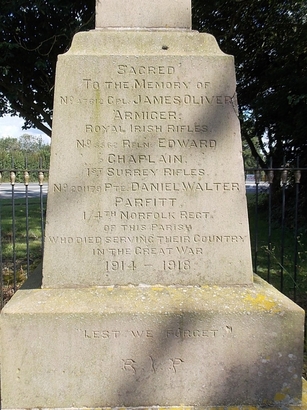 SACRED
TO THE MEMORY OF
CPL. JAMES OLIVER
ARMIGER:
ROYAL IRISH RIFLES.
RFLN. EDWARD
CHAPLAIN.
1ST SURREY RIFLES.
PTE. DANIEL WALTER
PARFITT.
1/4TH NORFOLK REGT.
OF THIS PARISH
WHO DIED SERVING THEIR COUNTRY
IN THE GREAT WAR
1914 – 1918.
LEST WE FORGET"